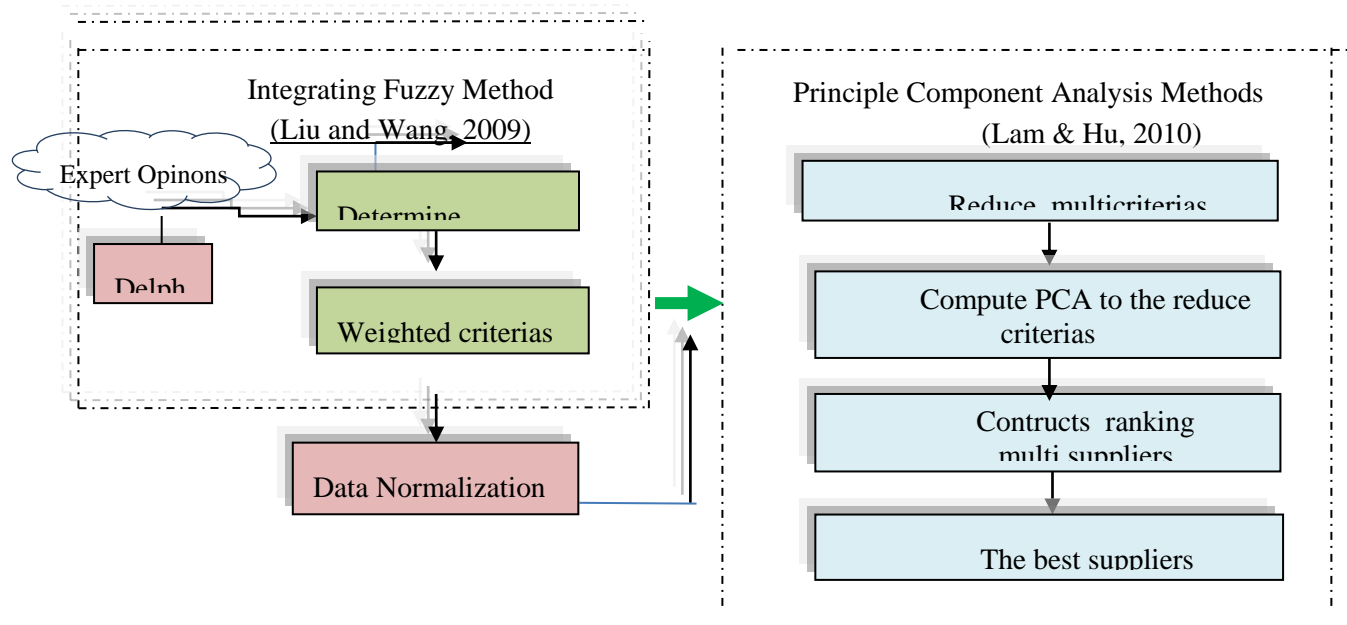 Integrating Fuzzy Method
(Liu and Wang, 2009)
Expert Opinons
Determine
Delph
Weighted criterias
Data Normalization
Principle Component Analysis Methods
(Lam & Hu, 2010)
Reduce multicriterias
Compute PCA to the reduce
criterias
Contructs ranking
multi suppliers
The best suppliers